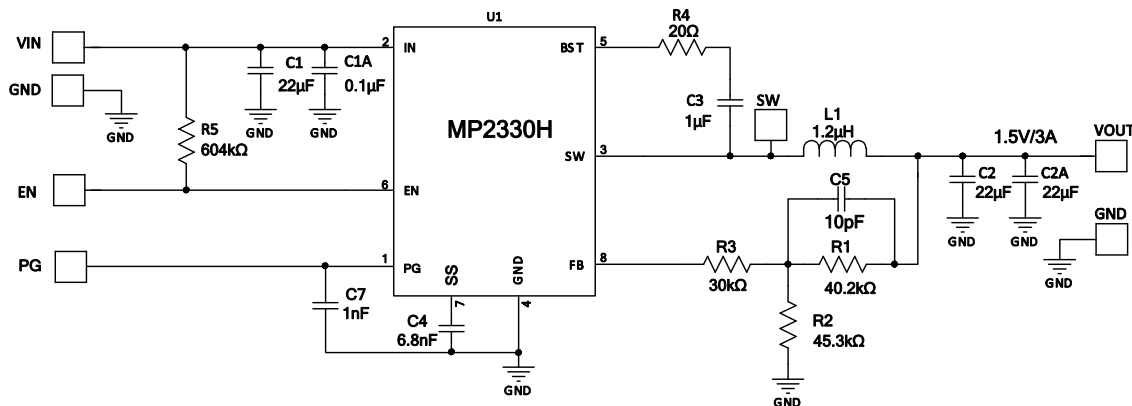 U1
MP2330H
VIN
GND
GND
EN
PG
R5
604kΩ
C1
22µF
GND
C1A
0.1µF
GND
2
IN
6
EN
1
PG
SS
7
GND
4
BST
5
SW
3
FB
8
C7
1nF
C4
6.8nF
GND
R4
20Ω
C3
1µF
SW
L1
1.2µH
1.5V/3A
VOUT
C5
10pF
C2
22µF
GND
C2A
22µF
GND
GND
GND
R3
30kΩ
R1
40.2kΩ
R2
45.3kΩ
GND